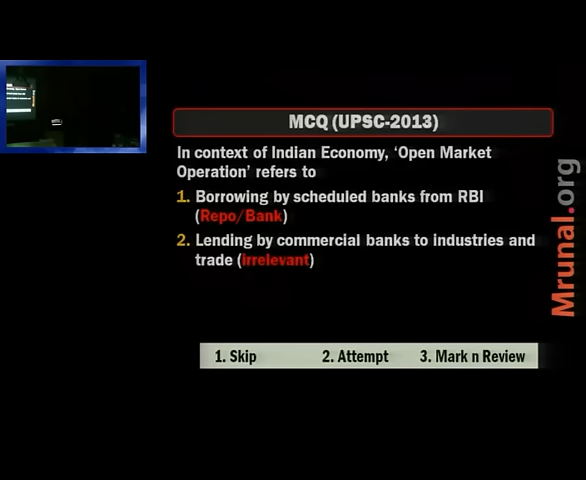 MCQ (UPSC-2013)
In context of Indian Economy, ‘Open Market
Operation’ refers to
1. Borrowing by scheduled banks from RBI
(Repo/Bank)
2. Lending by commercial banks to industries and
trade (irrelevant)
1. Skip 2. Attempt 3. Mark n Review
Mrunal.org